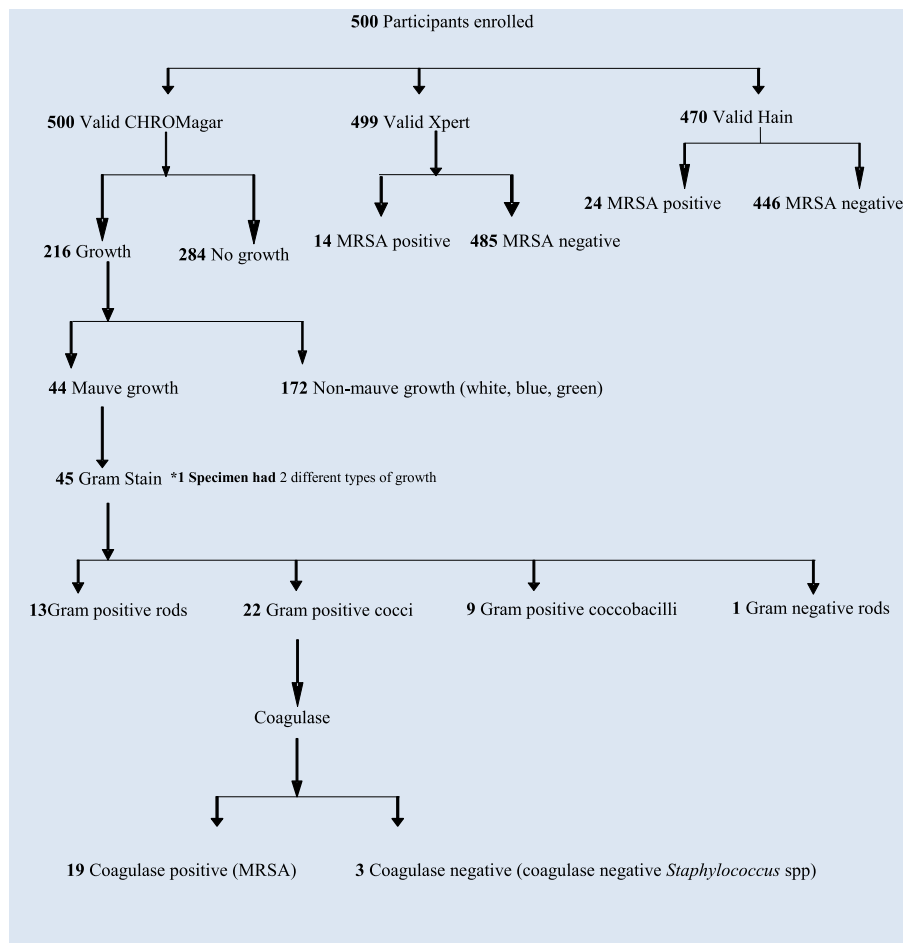 500 Participants enrolled
500 Valid CHROMagar
499 Valid Xpert
470 Valid Hain
24 MRSA positive
446 MRSA negative
14 MRSA positive
485 MRSA negative
216 Growth
284 No growth
44 Mauve growth
172 Non-mauve growth (white, blue, green)
45 Gram Stain *1 Specimen had 2 different types of growth
13Gram positive rods
22 Gram positive cocci
9 Gram positive coccobacilli
1 Gram negative rods
Coagulase
19 Coagulase positive (MRSA)
3 Coagulase negative (coagulase negative Staphylococcus spp)